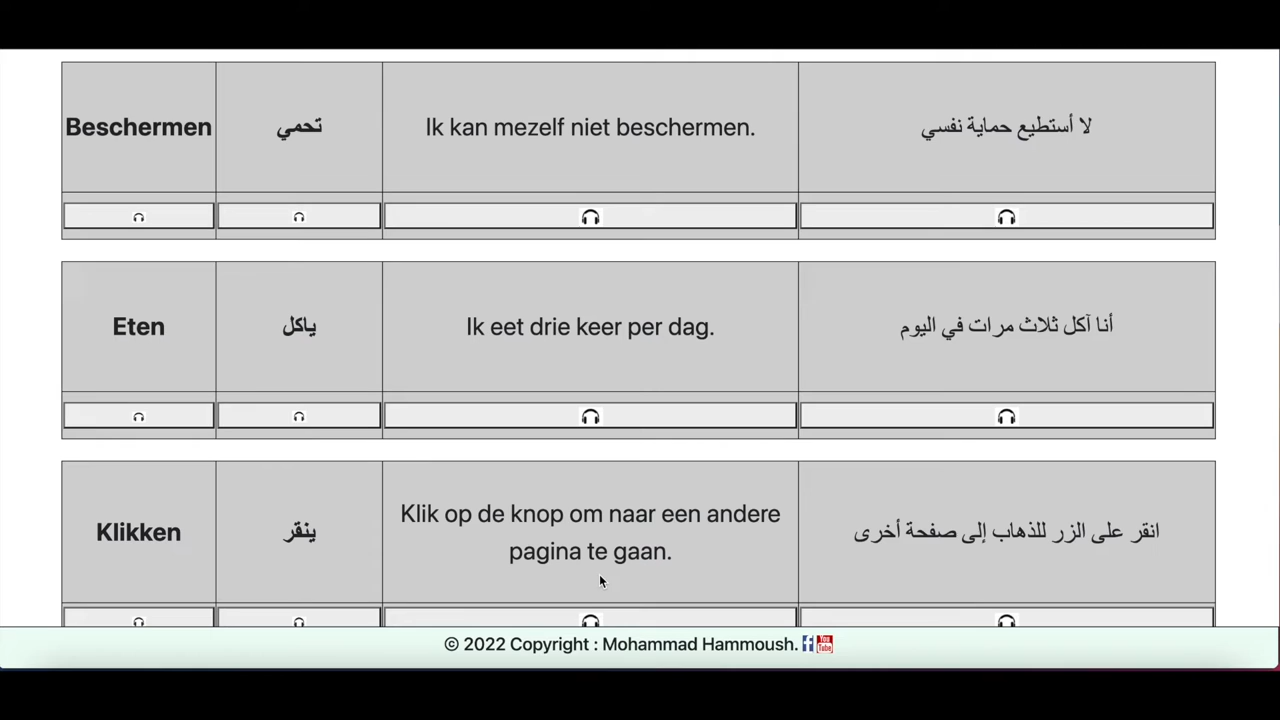 Beschermen
تحمي
Ik kan mezelf niet beschermen.
لا أستطيع حماية نفسي
Eten
ياكل
Ik eet drie keer per dag.
أنا آكل ثلاث مرات في اليوم
Klikken
ينقر
Klik op de knop om naar een andere
pagina te gaan.
انقر على الزر للذهاب إلى صفحة أخرى
© 2022 Copyright : Mohammad Hammoush.
You
Tube